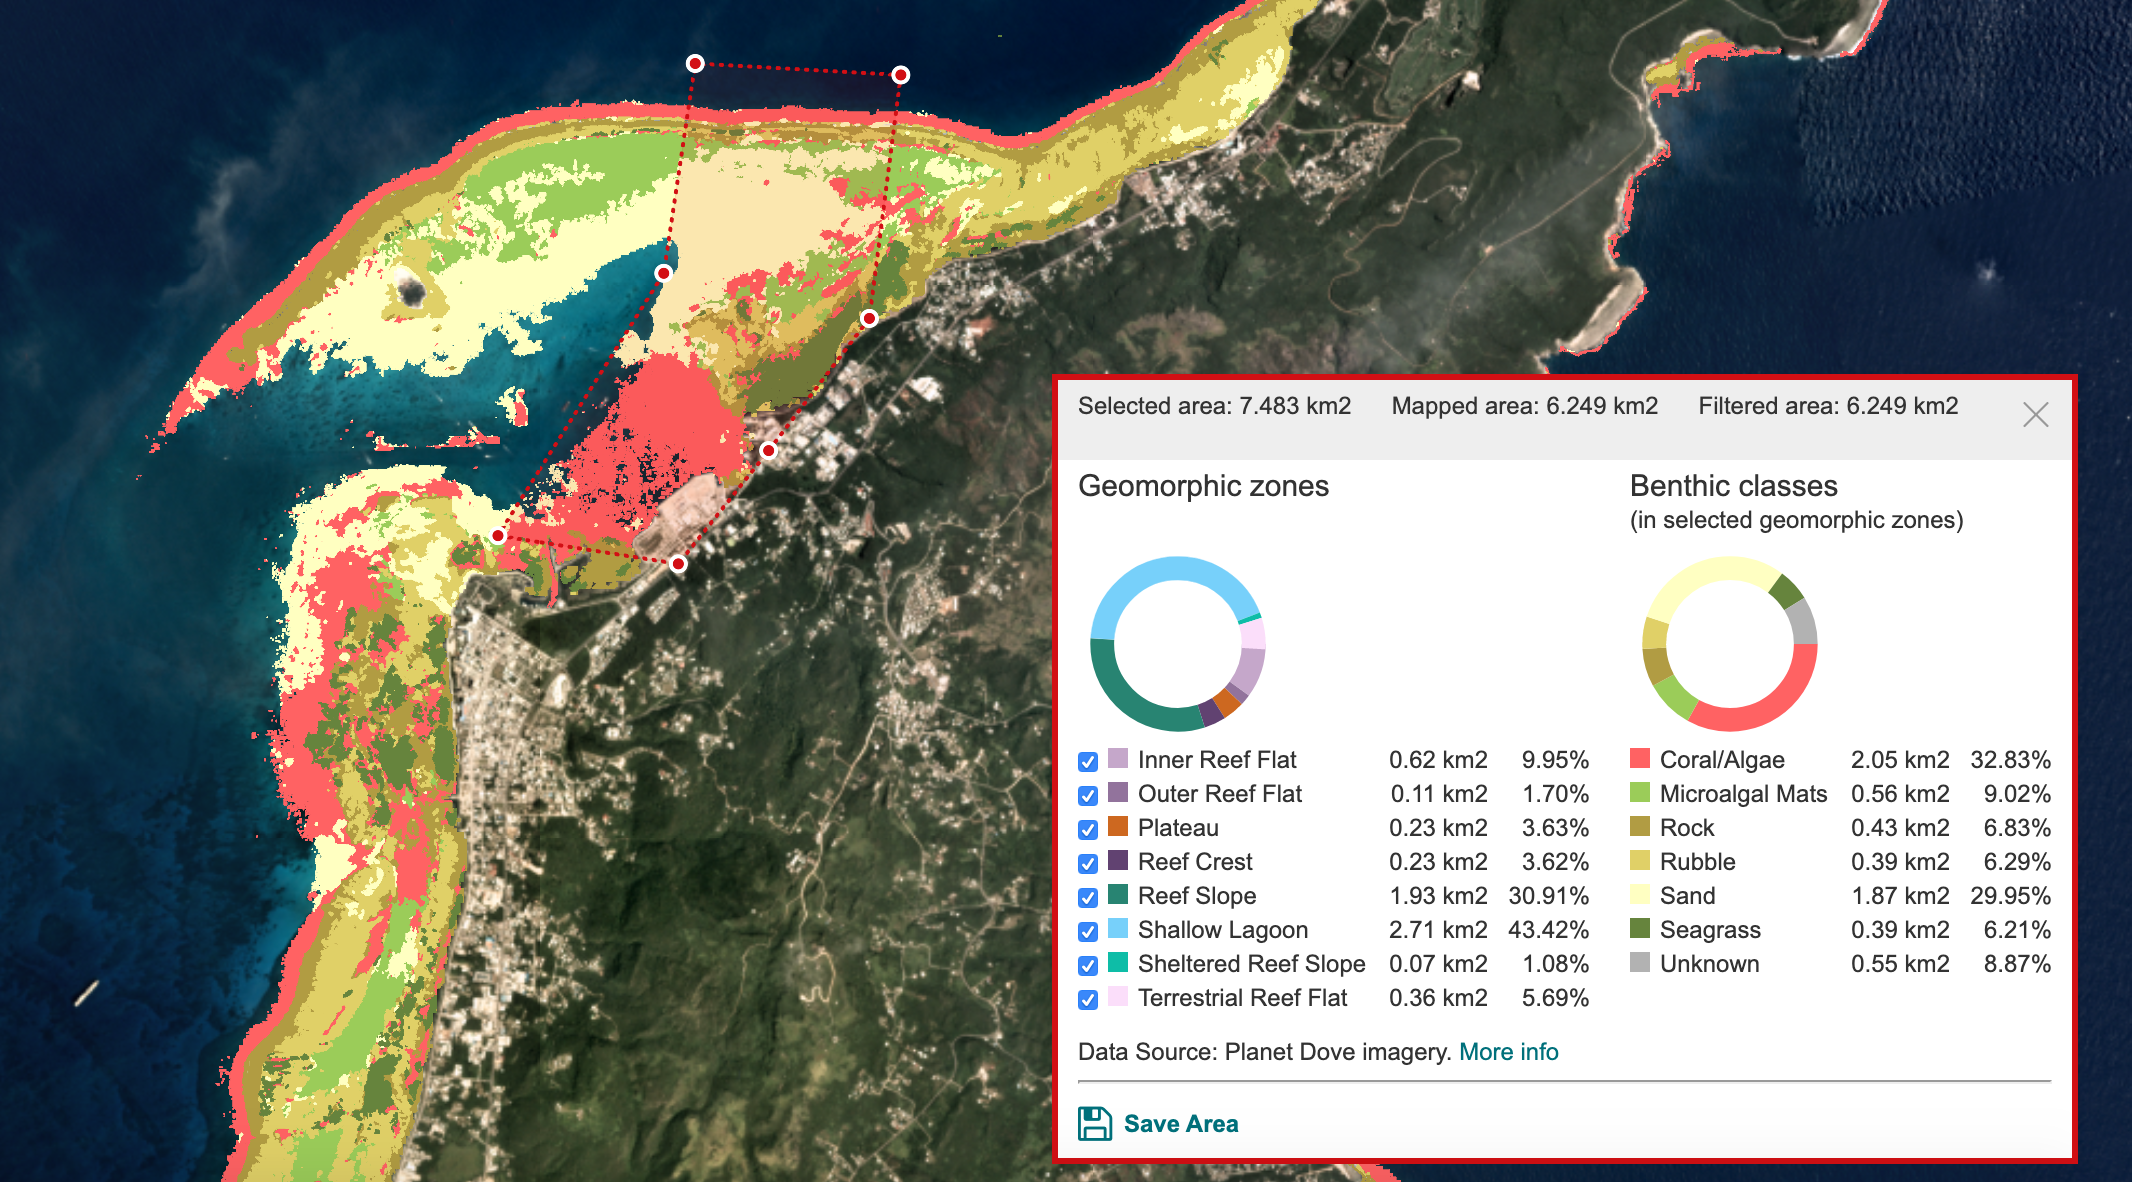 Selected area: 7.483 km2 Mapped area: 6.249 km2 Filtered area: 6.249 km2
Geomorphic zones
Inner Reef Flat 0.62 km2 9.95%
Outer Reef Flat 0.11 km2 1.70%
Plateau 0.23 km2 3.63%
Reef Crest 0.23 km2 3.62%
Reef Slope 1.93 km2 30.91%
Shallow Lagoon 2.71 km2 43.42%
Sheltered Reef Slope 0.07 km2 1.08%
Terrestrial Reef Flat 0.36 km2 5.69%
Benthic classes
(in selected geomorphic zones)
Coral/Algae 2.05 km2 32.83%
Microalgal Mats 0.56 km2 9.02%
Rock 0.43 km2 6.83%
Rubble 0.39 km2 6.29%
Sand 1.87 km2 29.95%
Seagrass 0.39 km2 6.21%
Unknown 0.55 km2 8.87%
Data Source: Planet Dove imagery. More info
Save Area